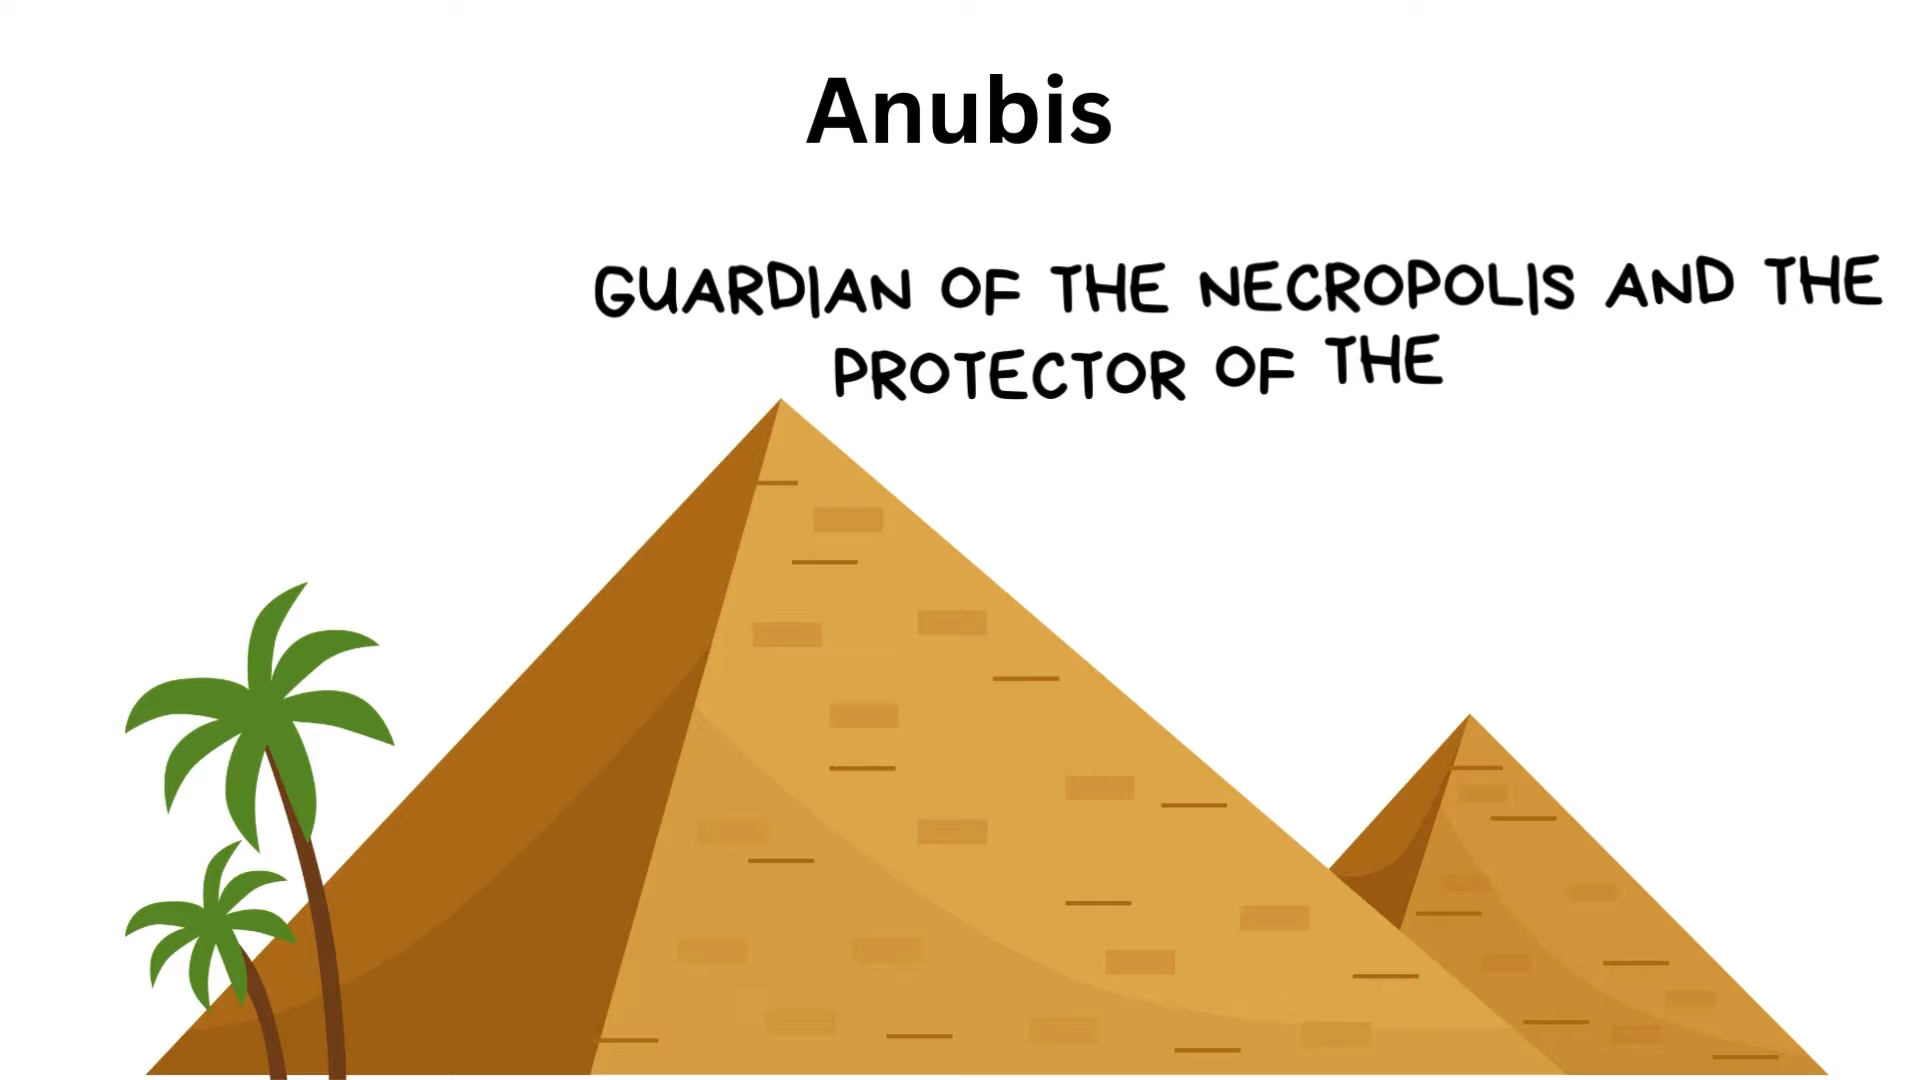 Anubis
GUARDIAN OF THE NECROPOLIS AND THE
PROTECTOR OF THE